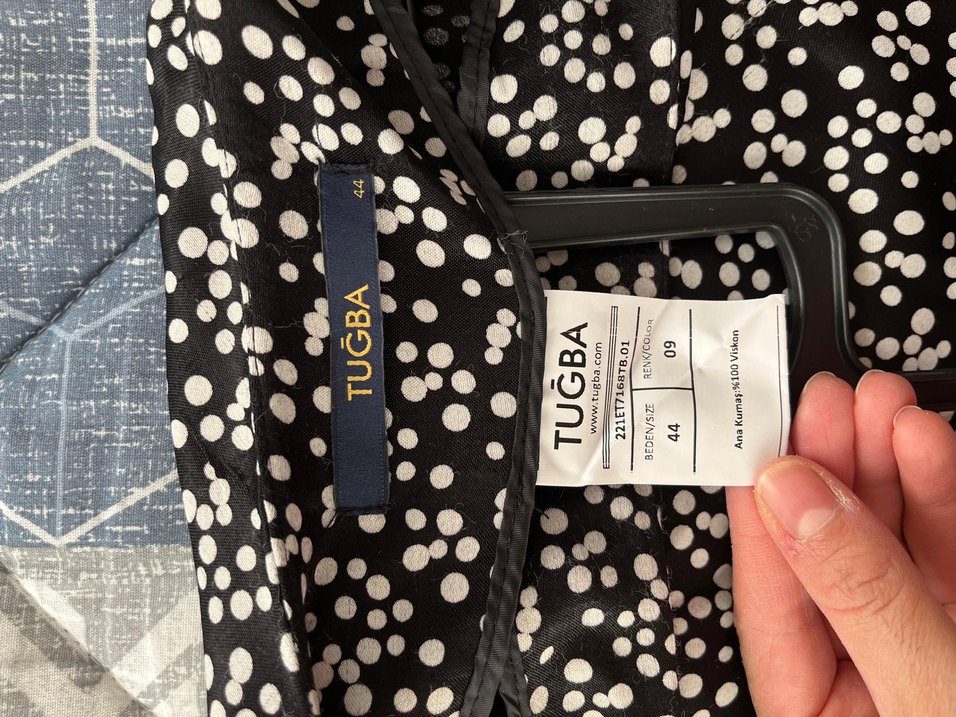 44
TUĞBA
TUĞBA
www.tugba.com
221ET7168TB.01
BEDEN/SIZE
RENK/COLOR
44
09
Ana Kumaş:%100 Viskon